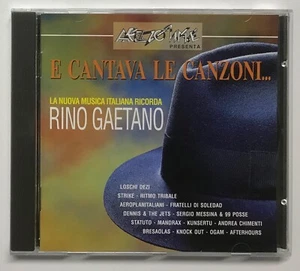 PRESENTA
E CANTAVA LE CANZONI...
LA NUOVA MUSICA ITALIANA RICORDA
RINO GAETANO
LOSCHI DEZI
STRIKE - RITMO TRIBALE
AEROPLANITALIANI - FRATELLI DI SOLEDAD
DENNIS & THE JETS - SERGIO MESSINA & 99 POSSE
STATUTO - MANDRAX - KUNSERTU - ANDREA CHIMENTI
BRESAOLAS - KNOCK OUT - OGAM - AFTERHOURS